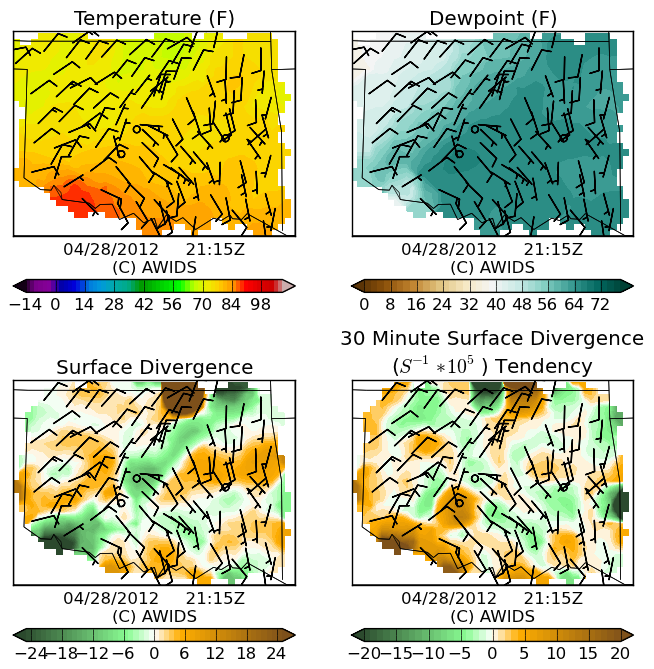 Temperature (F)
Dewpoint (F)
04/28/2012 21:15Z
(C) AWIDS
04/28/2012 21:15Z
(C) AWIDS
−14 0 14 28 42 56 70 84 98
0 8 16 24 32 40 48 56 64 72
Surface Divergence
30 Minute Surface Divergence
(S⁻¹ *10⁵ ) Tendency
04/28/2012 21:15Z
(C) AWIDS
04/28/2012 21:15Z
(C) AWIDS
−24 −18 −12 −6 0 6 12 18 24
−20 −15 −10 −5 0 5 10 15 20